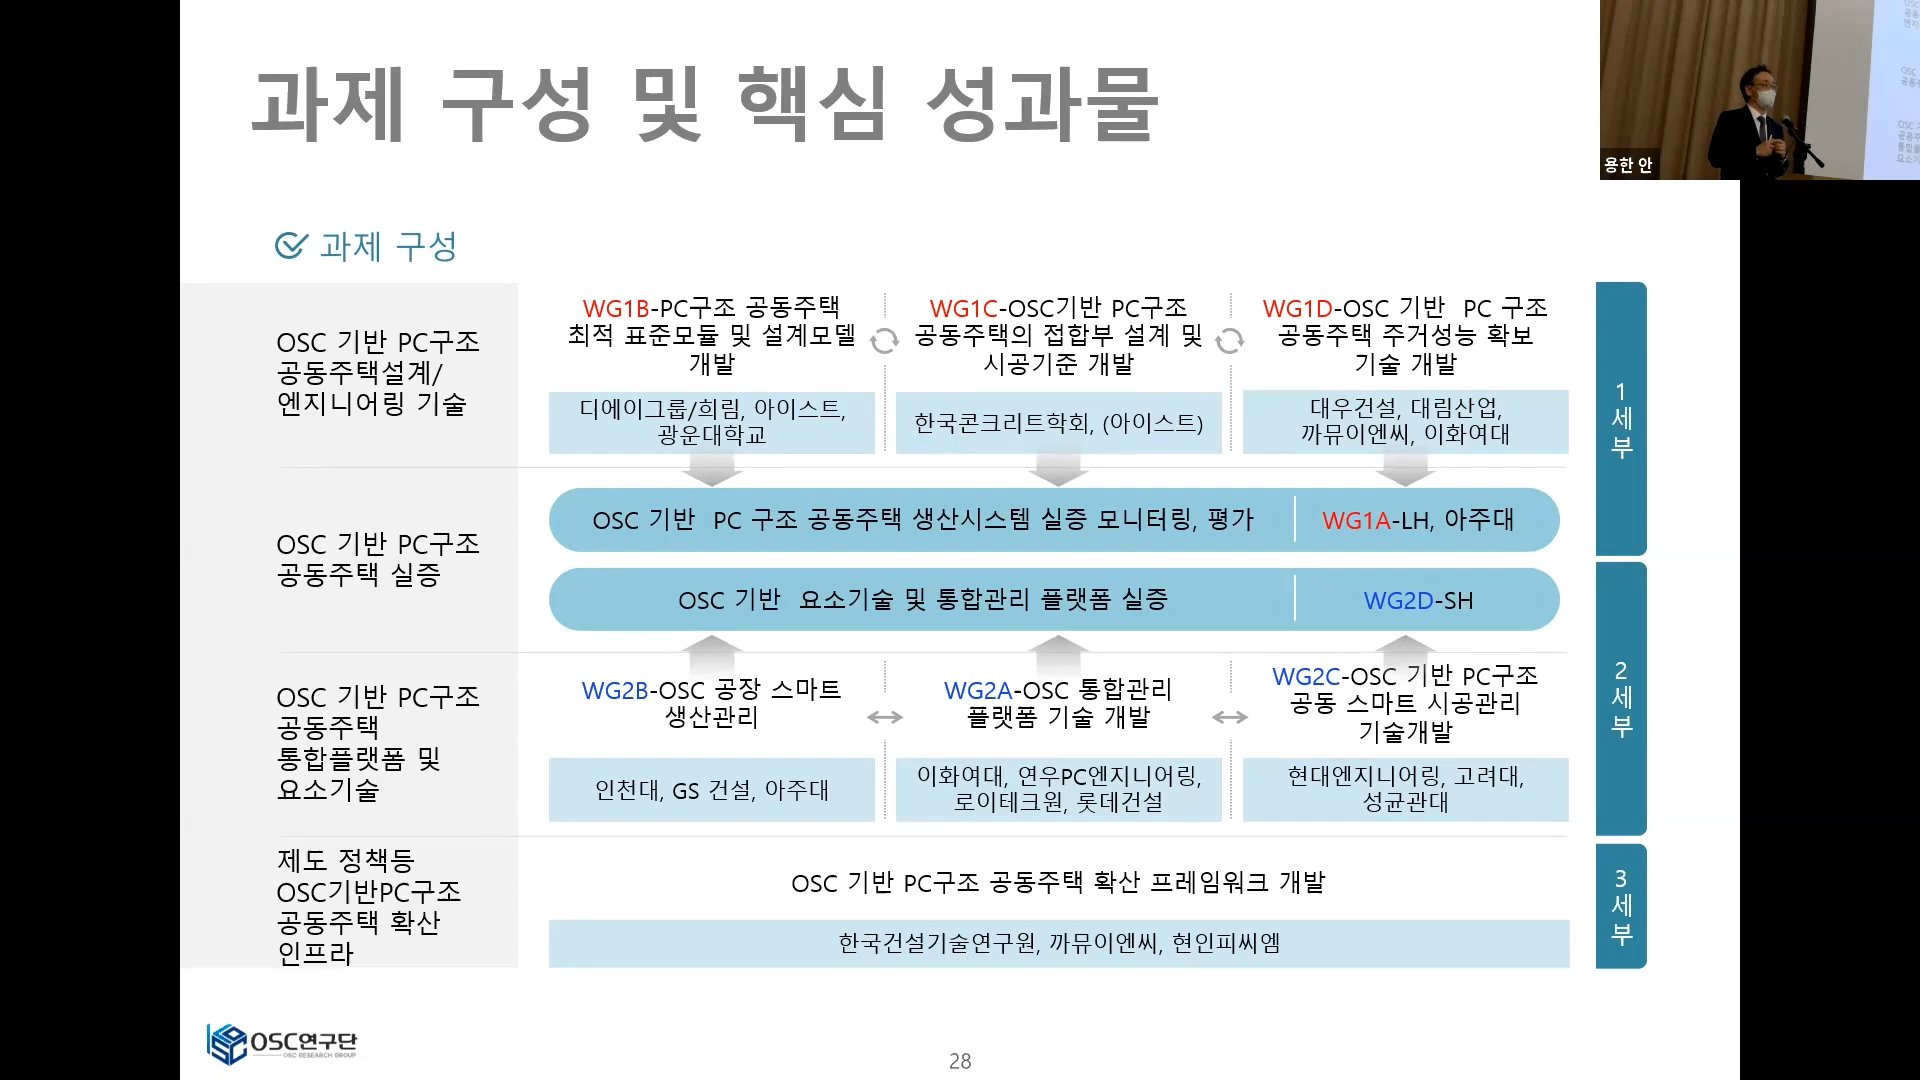 과제 구성 및 핵심 성과물
용한 안
과제 구성
OSC 기반 PC구조
공동주택설계/
엔지니어링 기술
WG1B-PC구조 공동주택
최적 표준모듈 및 설계모델
개발
디에이그룹/희림, 아이스트,
광운대학교
WG1C-OSC기반 PC구조
공동주택의 접합부 설계 및
시공기준 개발
한국콘크리트학회, (아이스트)
WG1D-OSC 기반 PC 구조
공동주택 주거성능 확보
기술 개발
대우건설, 대림산업,
까뮤이엔씨, 이화여대
1
세
부
OSC 기반 PC구조
공동주택 실증
OSC 기반 PC 구조 공동주택 생산시스템 실증 모니터링, 평가
WG1A-LH, 아주대
OSC 기반 요소기술 및 통합관리 플랫폼 실증
WG2D-SH
OSC 기반 PC구조
공동주택
통합플랫폼 및
요소기술
WG2B-OSC 공장 스마트
생산관리
인천대, GS 건설, 아주대
WG2A-OSC 통합관리
플랫폼 기술 개발
이화여대, 연우PC엔지니어링,
로이테크원, 롯데건설
WG2C-OSC 기반 PC구조
공동 스마트 시공관리
기술개발
현대엔지니어링, 고려대,
성균관대
2
세
부
제도 정책등
OSC기반PC구조
공동주택 확산
인프라
OSC 기반 PC구조 공동주택 확산 프레임워크 개발
한국건설기술연구원, 까뮤이엔씨, 현인피씨엠
3
세
부
OSC연구단
OSC RESEARCH GROUP
28